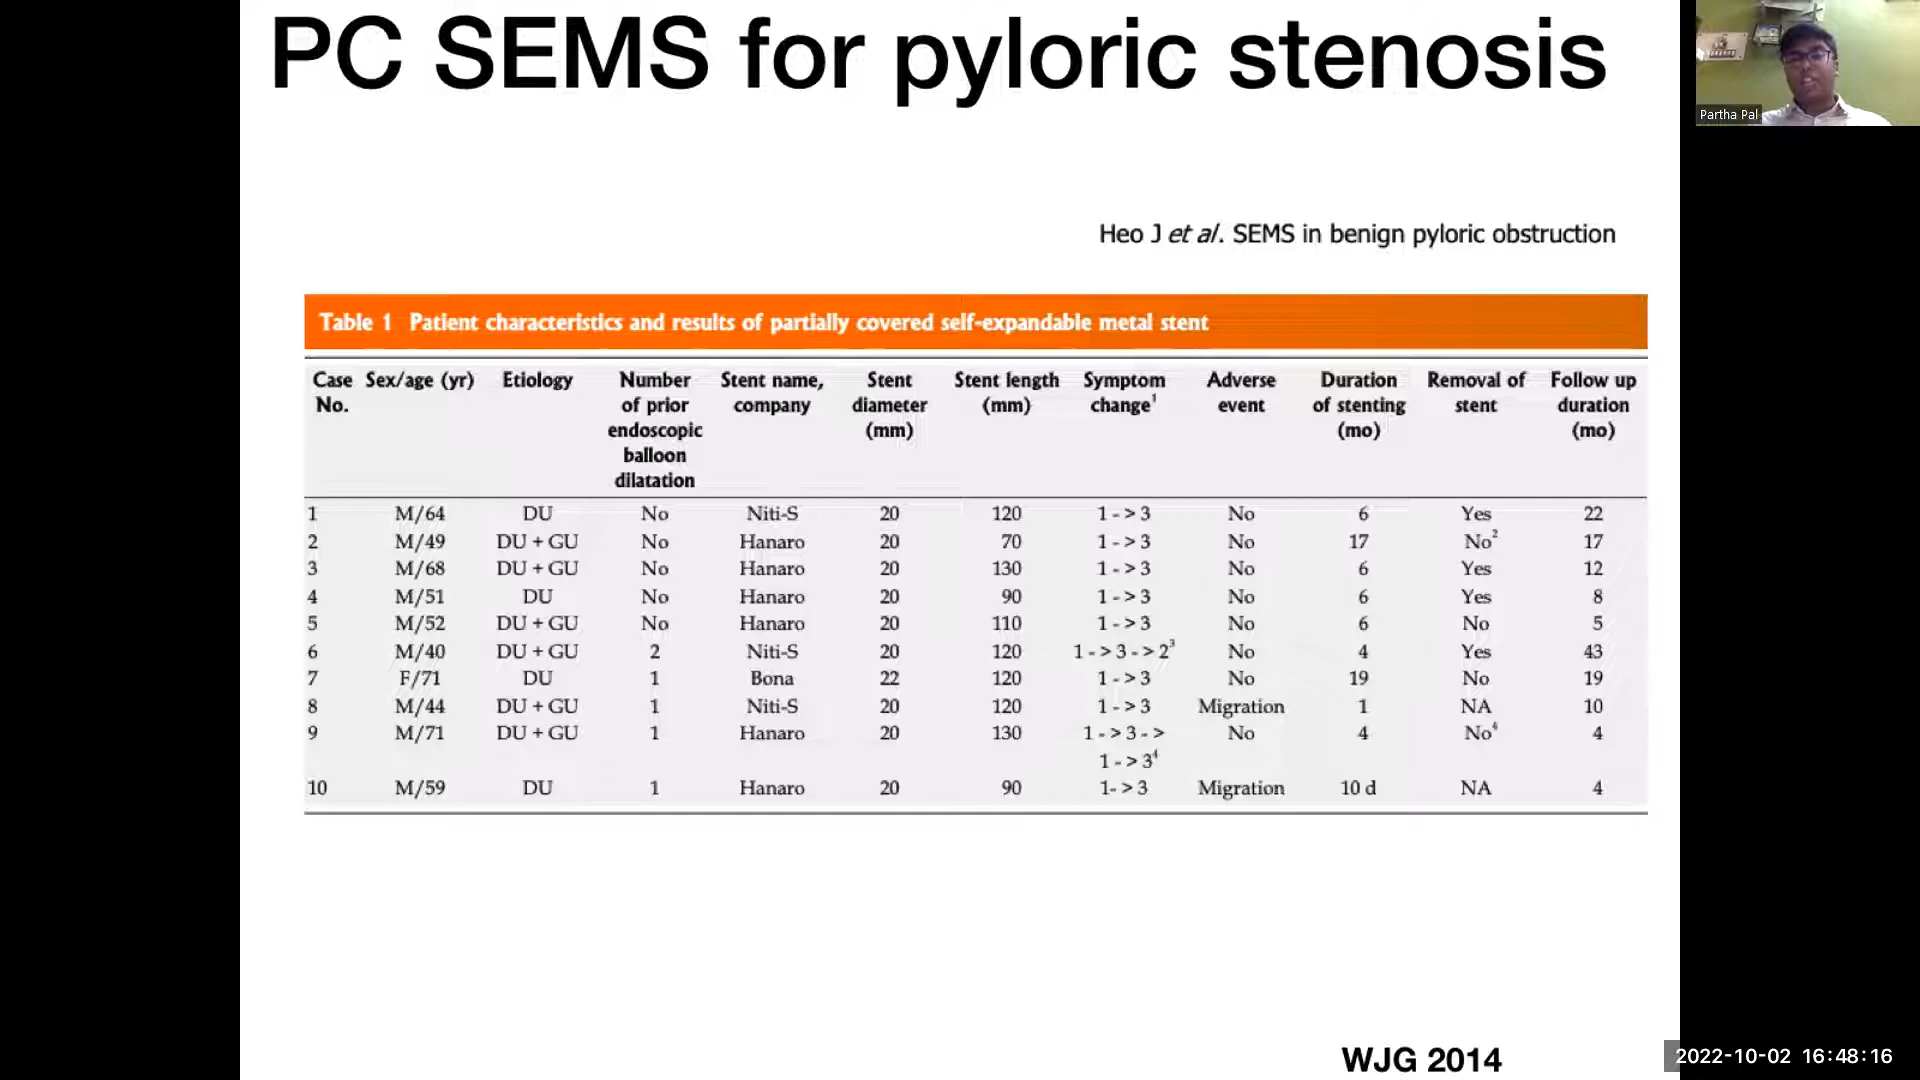 PC SEMS for pyloric stenosis
Partha Pal
Heo J et al. SEMS in benign pyloric obstruction
Table 1 Patient characteristics and results of partially covered self-expandable metal stent
Case No. Sex/age (yr) Etiology Number of prior endoscopic balloon dilatation Stent name, company Stent diameter (mm) Stent length (mm) Symptom change¹ Adverse event Duration of stenting (mo) Removal of stent Follow up duration (mo)
1 M/64 DU No Niti-S 20 120 1 - > 3 No 6 Yes 22
2 M/49 DU + GU No Hanaro 20 70 1 - > 3 No 17 No² 17
3 M/68 DU + GU No Hanaro 20 130 1 - > 3 No 6 Yes 12
4 M/51 DU No Hanaro 20 90 1 - > 3 No 6 Yes 8
5 M/52 DU + GU No Hanaro 20 110 1 - > 3 No 6 No 5
6 M/40 DU + GU 2 Niti-S 20 120 1 - > 3 - > 2³ No 4 Yes 43
7 F/71 DU 1 Bona 22 120 1 - > 3 No 19 No 19
8 M/44 DU + GU 1 Niti-S 20 120 1 - > 3 Migration 1 NA 10
9 M/71 DU + GU 1 Hanaro 20 130 1 - > 3 - > No 4 No⁴ 4
1 - > 3⁴
10 M/59 DU 1 Hanaro 20 90 1- > 3 Migration 10 d NA 4
WJG 2014
2022-10-02 16:48:16